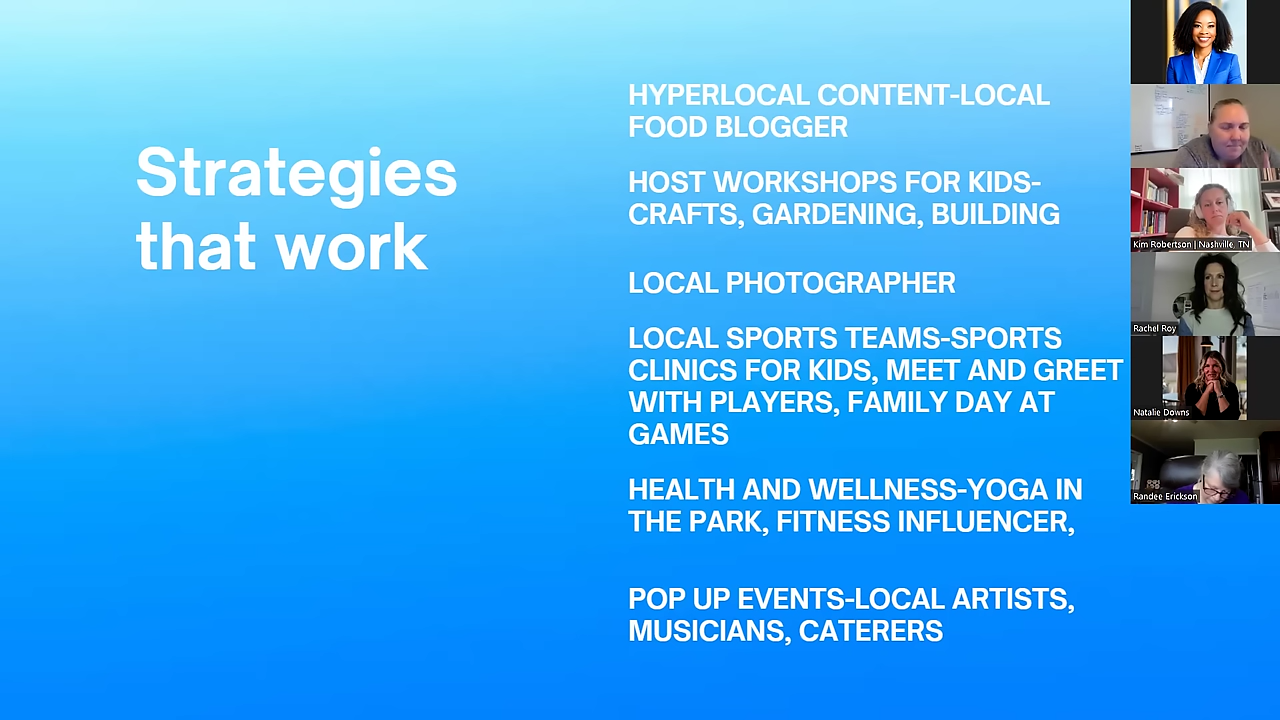 Strategies
that work
HYPERLOCAL CONTENT-LOCAL
FOOD BLOGGER
HOST WORKSHOPS FOR KIDS-
CRAFTS, GARDENING, BUILDING
LOCAL PHOTOGRAPHER
LOCAL SPORTS TEAMS-SPORTS
CLINICS FOR KIDS, MEET AND GREET
WITH PLAYERS, FAMILY DAY AT
GAMES
HEALTH AND WELLNESS-YOGA IN
THE PARK, FITNESS INFLUENCER,
POP UP EVENTS-LOCAL ARTISTS,
MUSICIANS, CATERERS
Kim Robertson | Nashville, TN
Rachel Roy
Natalie Downs
Randee Erickson